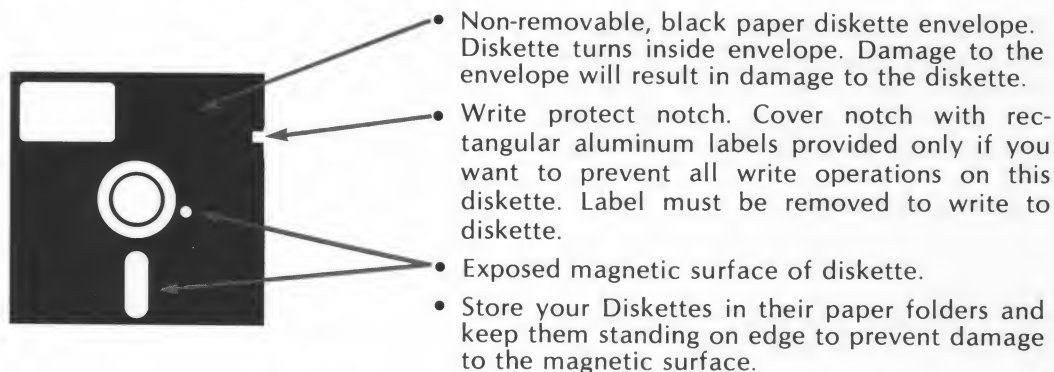 • Non-removable, black paper diskette envelope.
Diskette turns inside envelope. Damage to the
envelope will result in damage to the diskette.
• Write protect notch. Cover notch with rec-
tangular aluminum labels provided only if you
want to prevent all write operations on this
diskette. Label must be removed to write to
diskette.
• Exposed magnetic surface of diskette.
• Store your Diskettes in their paper folders and
keep them standing on edge to prevent damage
to the magnetic surface.